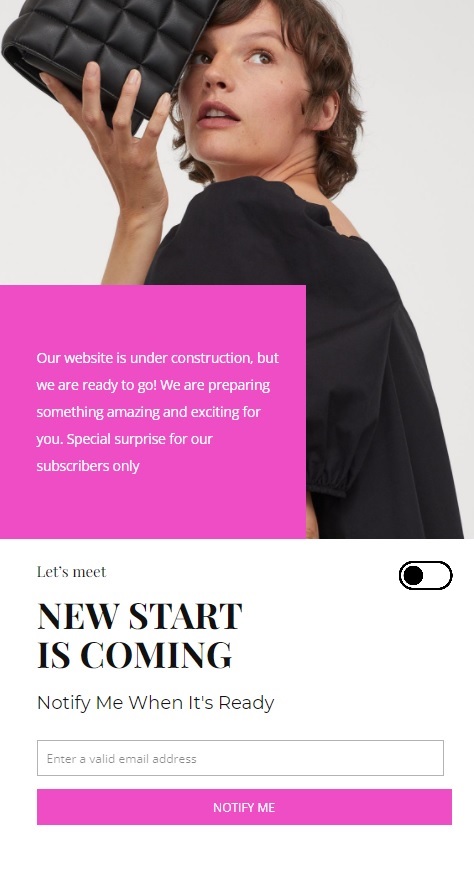 Our website is under construction, but
we are ready to go! We are preparing
something amazing and exciting for
you. Special surprise for our
subscribers only
Let's meet
NEW START
IS COMING
Notify Me When It's Ready
Enter a valid email address
NOTIFY ME